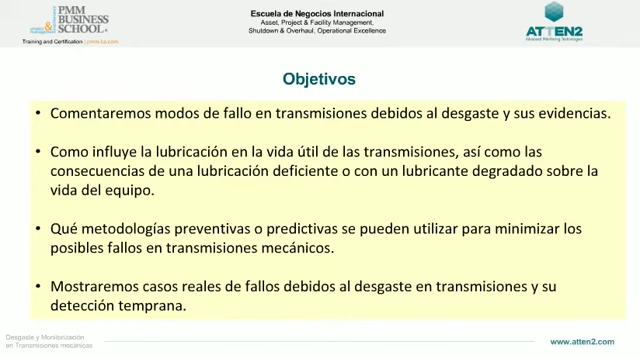 PMM
BUSINESS
SCHOOL
Training and Certification | pmm-bs.com
Escuela de Negocios Internacional
Asset, Project & Facility Management,
Shutdown & Overhaul, Operational Excellence
ATTEN2
Advanced Monitoring Technologies
Objetivos
• Comentaremos modos de fallo en transmisiones debidos al desgaste y sus evidencias.
• Como influye la lubricación en la vida útil de las transmisiones, así como las
consecuencias de una lubricación deficiente o con un lubricante degradado sobre la
vida del equipo.
• Qué metodologías preventivas o predictivas se pueden utilizar para minimizar los
posibles fallos en transmisiones mecánicos.
• Mostraremos casos reales de fallos debidos al desgaste en transmisiones y su
detección temprana.
Desgaste y Monitorización
en Transmisiones mecánicas
www.atten2.com